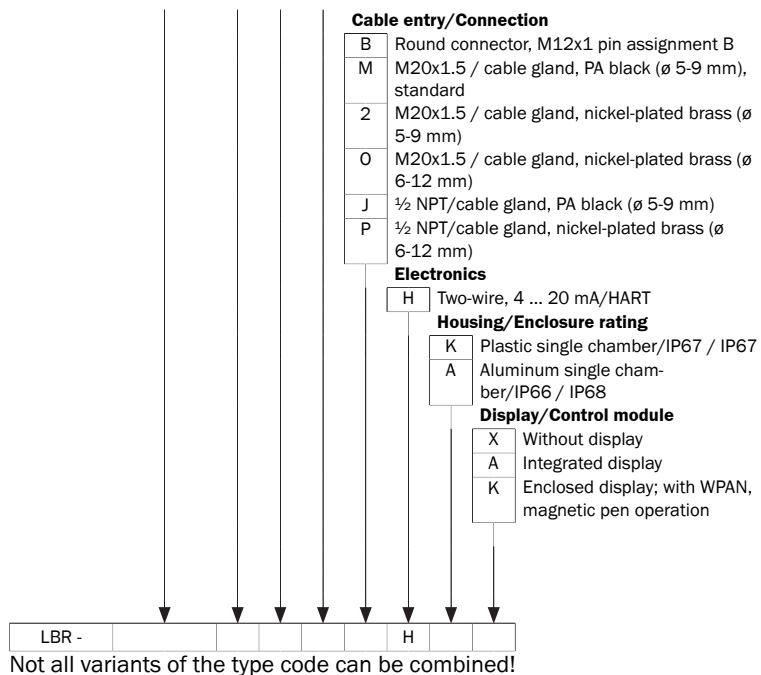 Cable entry/Connection
B Round connector, M12x1 pin assignment B
M M20x1.5 / cable gland, PA black (ø 5-9 mm),
standard
2 M20x1.5 / cable gland, nickel-plated brass (ø
5-9 mm)
O M20x1.5 / cable gland, nickel-plated brass (ø
6-12 mm)
J ½ NPT/cable gland, PA black (ø 5-9 mm)
P ½ NPT/cable gland, nickel-plated brass (ø
6-12 mm)
Electronics
H Two-wire, 4 ... 20 mA/HART
Housing/Enclosure rating
K Plastic single chamber/IP67 / IP67
A Aluminum single cham-
ber/IP66 / IP68
Display/Control module
X Without display
A Integrated display
K Enclosed display; with WPAN,
magnetic pen operation
LBR - H
Not all variants of the type code can be combined!